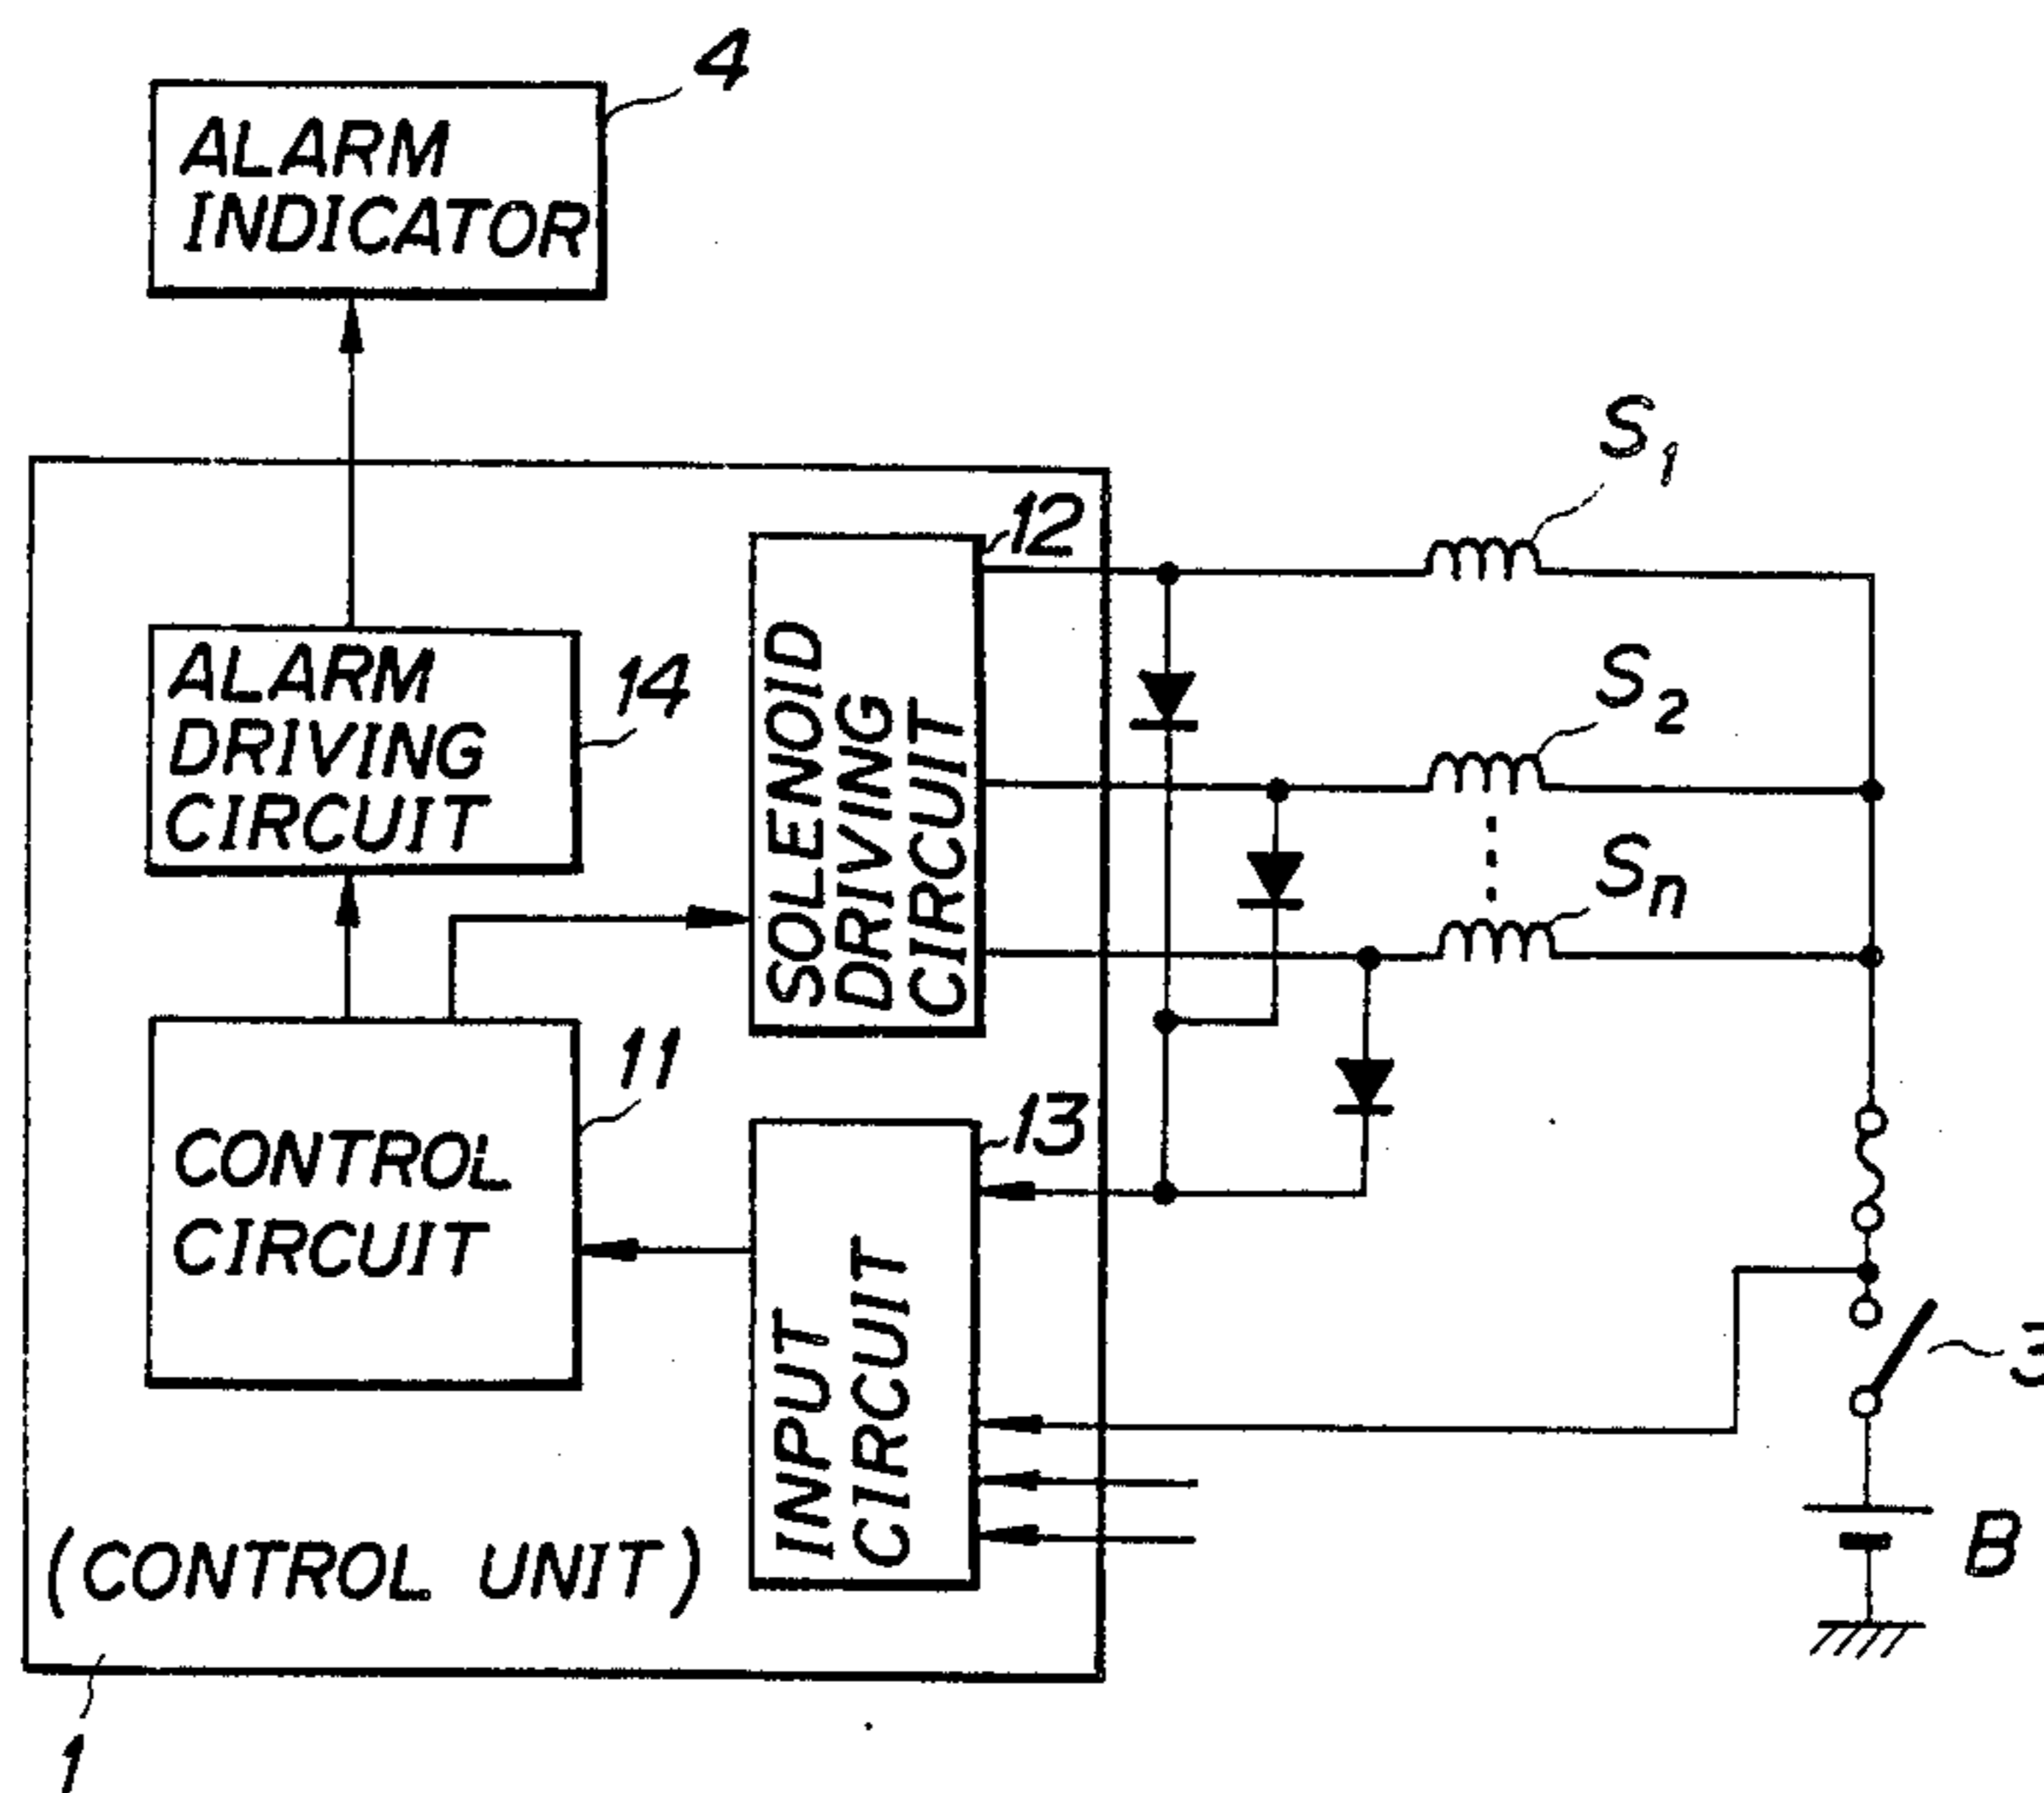 4
ALARM
INDICATOR
S1
12
SOLENOID
DRIVING
CIRCUIT
S2
14
ALARM
DRIVING
CIRCUIT
Sn
11
CONTROL
CIRCUIT
13
INPUT
CIRCUIT
3
B
(CONTROL UNIT)
1